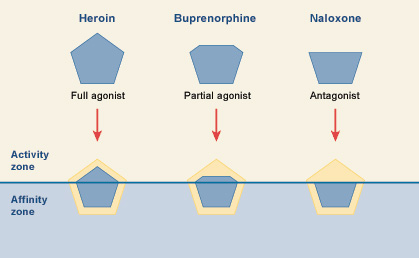 Heroin
Buprenorphine
Naloxone
Full agonist
Partial agonist
Antagonist
Activity
zone
Affinity
zone